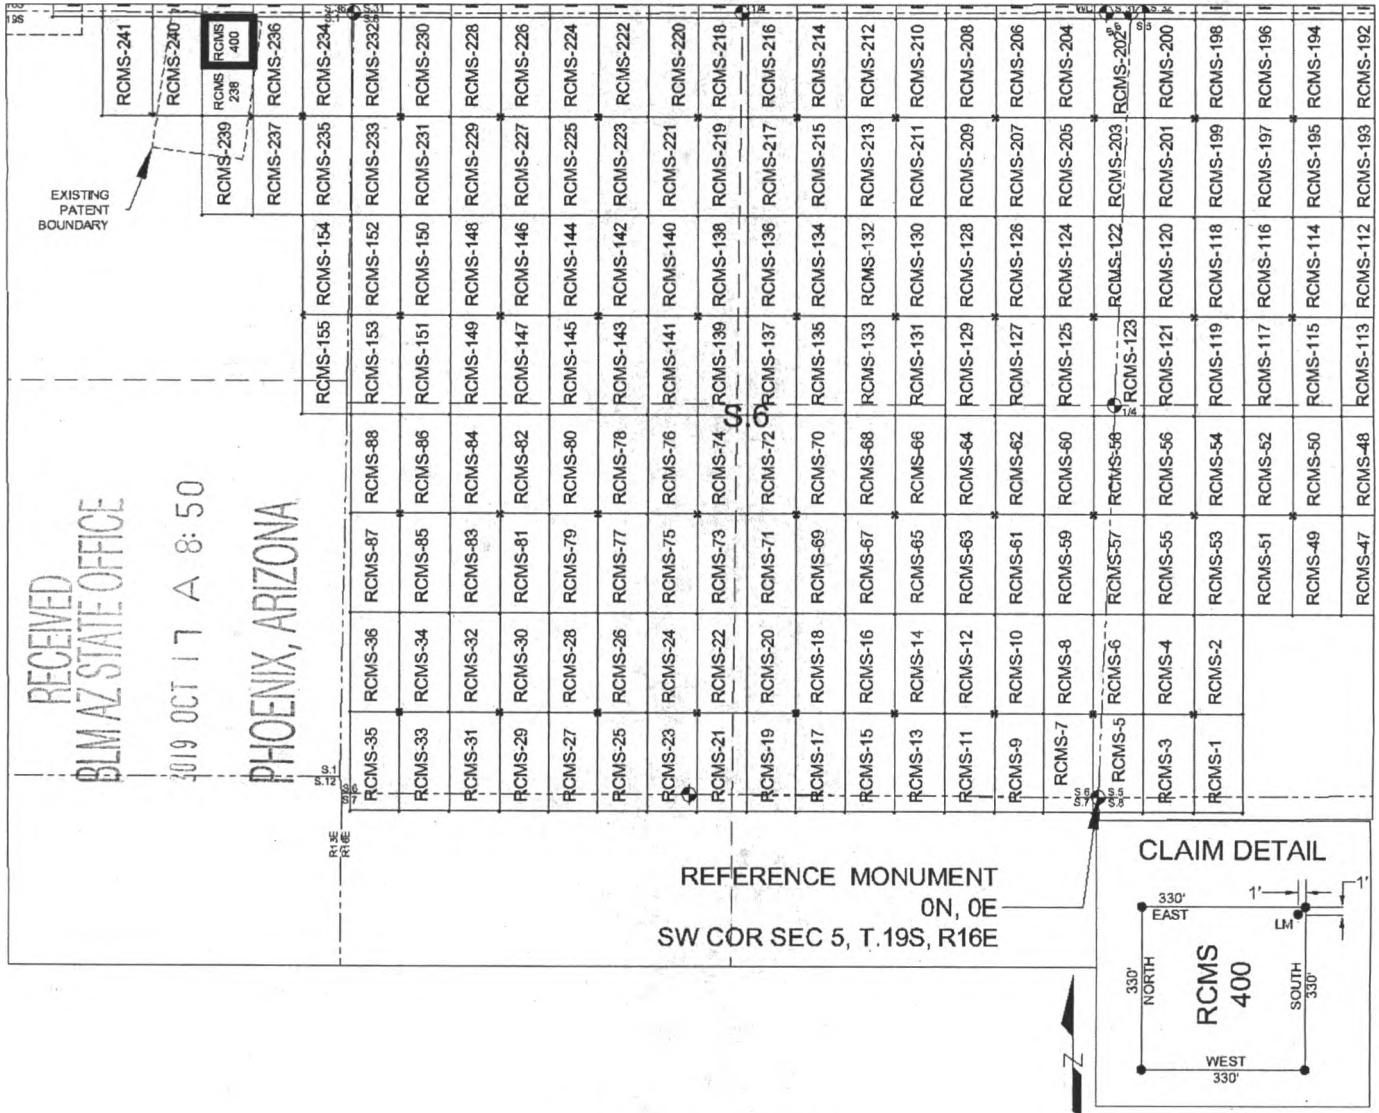 S.36 S.31
S.1 S.6
19S
1/4
WC
S.31 S.32
S.6 S.5
RCMS-241
RCMS-240
RCMS
400
RCMS
238
RCMS-236
RCMS-234
RCMS-232
RCMS-230
RCMS-228
RCMS-226
RCMS-224
RCMS-222
RCMS-220
RCMS-218
RCMS-216
RCMS-214
RCMS-212
RCMS-210
RCMS-208
RCMS-206
RCMS-204
RCMS-202
RCMS-200
RCMS-198
RCMS-196
RCMS-194
RCMS-192
RCMS-239
RCMS-237
RCMS-235
RCMS-233
RCMS-231
RCMS-229
RCMS-227
RCMS-225
RCMS-223
RCMS-221
RCMS-219
RCMS-217
RCMS-215
RCMS-213
RCMS-211
RCMS-209
RCMS-207
RCMS-205
RCMS-203
RCMS-201
RCMS-199
RCMS-197
RCMS-195
RCMS-193
EXISTING
PATENT
BOUNDARY
RCMS-154
RCMS-152
RCMS-150
RCMS-148
RCMS-146
RCMS-144
RCMS-142
RCMS-140
RCMS-138
RCMS-136
RCMS-134
RCMS-132
RCMS-130
RCMS-128
RCMS-126
RCMS-124
RCMS-122
RCMS-120
RCMS-118
RCMS-116
RCMS-114
RCMS-112
RCMS-155
RCMS-153
RCMS-151
RCMS-149
RCMS-147
RCMS-145
RCMS-143
RCMS-141
RCMS-139
RCMS-137
RCMS-135
RCMS-133
RCMS-131
RCMS-129
RCMS-127
RCMS-125
RCMS-123
RCMS-121
RCMS-119
RCMS-117
RCMS-115
RCMS-113
S.6
1/4
RCMS-88
RCMS-86
RCMS-84
RCMS-82
RCMS-80
RCMS-78
RCMS-76
RCMS-74
RCMS-72
RCMS-70
RCMS-68
RCMS-66
RCMS-64
RCMS-62
RCMS-60
RCMS-58
RCMS-56
RCMS-54
RCMS-52
RCMS-50
RCMS-48
RCMS-87
RCMS-85
RCMS-83
RCMS-81
RCMS-79
RCMS-77
RCMS-75
RCMS-73
RCMS-71
RCMS-69
RCMS-67
RCMS-65
RCMS-63
RCMS-61
RCMS-59
RCMS-57
RCMS-55
RCMS-53
RCMS-51
RCMS-49
RCMS-47
RCMS-36
RCMS-34
RCMS-32
RCMS-30
RCMS-28
RCMS-26
RCMS-24
RCMS-22
RCMS-20
RCMS-18
RCMS-16
RCMS-14
RCMS-12
RCMS-10
RCMS-8
RCMS-6
RCMS-4
RCMS-2
RCMS-35
RCMS-33
RCMS-31
RCMS-29
RCMS-27
RCMS-25
RCMS-23
RCMS-21
RCMS-19
RCMS-17
RCMS-15
RCMS-13
RCMS-11
RCMS-9
RCMS-7
RCMS-5
RCMS-3
RCMS-1
RECEIVED
BLM AZ STATE OFFICE
2019 OCT 17 A 8:50
PHOENIX, ARIZONA
S.1
S.12
S.6
S.7
S.6 S.5
S.7 S.8
R16E
REFERENCE MONUMENT
0N, 0E
SW COR SEC 5, T.19S, R16E
CLAIM DETAIL
330'
EAST
1'
1'
LM
330'
NORTH
RCMS
400
SOUTH
330'
WEST
330'
N